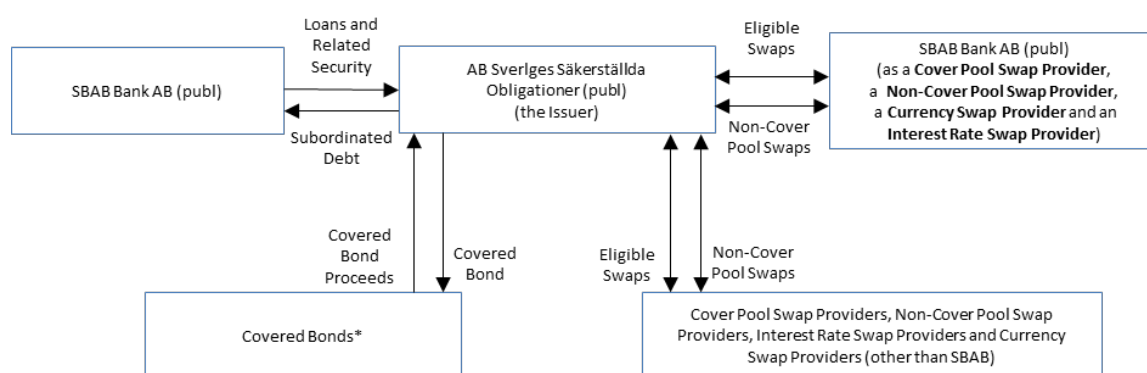 Loans and
Related
Security
Eligible
Swaps
SBAB Bank AB (publ)
AB Sverlges Säkerställda
Obligationer (publ)
(the Issuer)
SBAB Bank AB (publ)
(as a Cover Pool Swap Provider,
a Non-Cover Pool Swap Provider,
a Currency Swap Provider and an
Interest Rate Swap Provider)
Subordinated
Debt
Non-Cover
Pool Swaps
Covered
Bond
Proceeds
Covered
Bond
Eligible
Swaps
Non-Cover
Pool Swaps
Covered Bonds*
Cover Pool Swap Providers, Non-Cover Pool Swap
Providers, Interest Rate Swap Providers and Currency
Swap Providers (other than SBAB)